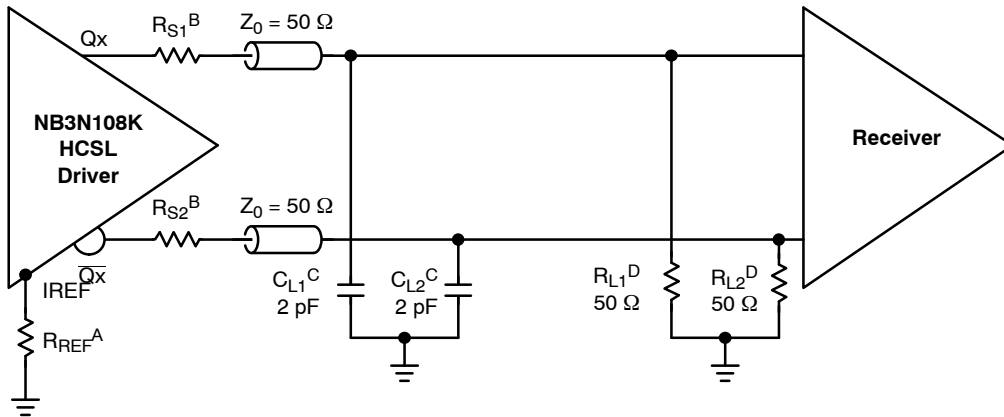 Qx
R_S1^B
Z_0 = 50 Ω
NB3N108K
HCSL
Driver
Receiver
R_S2^B
Z_0 = 50 Ω
Q̅x̅
IREF
R_REF^A
C_L1^C
2 pF
C_L2^C
2 pF
R_L1^D
50 Ω
R_L2^D
50 Ω